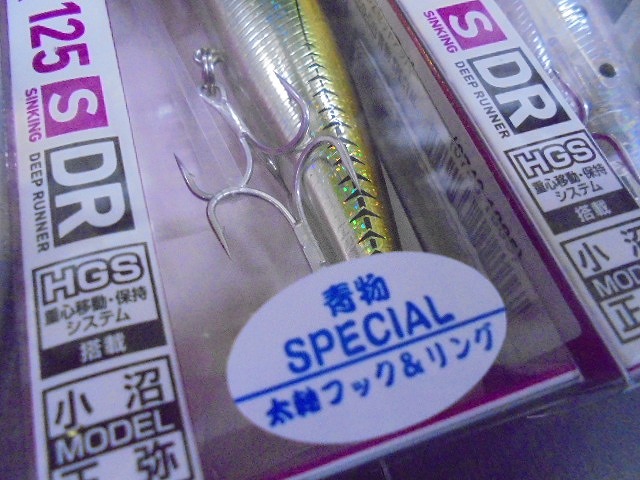 125
S
SINKING
DR
DEEP RUNNER
HGS
重心移動・保持
システム
搭載
小沼
MODEL
正弥
青物
SPECIAL
太軸フック&リング
S
SINKING
DR
DEEP RUNNER
HGS
重心移動・保持
システム
搭載
小沼
MODEL